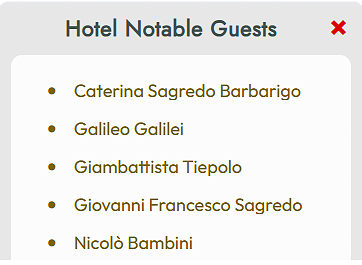 Hotel Notable Guests
Caterina Sagredo Barbarigo
Galileo Galilei
Giambattista Tiepolo
Giovanni Francesco Sagredo
Nicolò Bambini